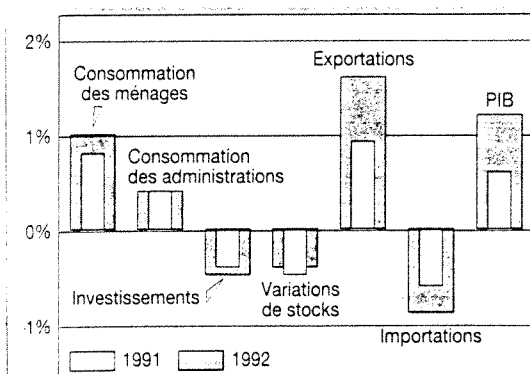 2%
Exportations
Consommation
des ménages
PIB
1%
Consommation
des administrations
0%
Investissements
Variations
de stocks
Importations
-1%
1991
1992